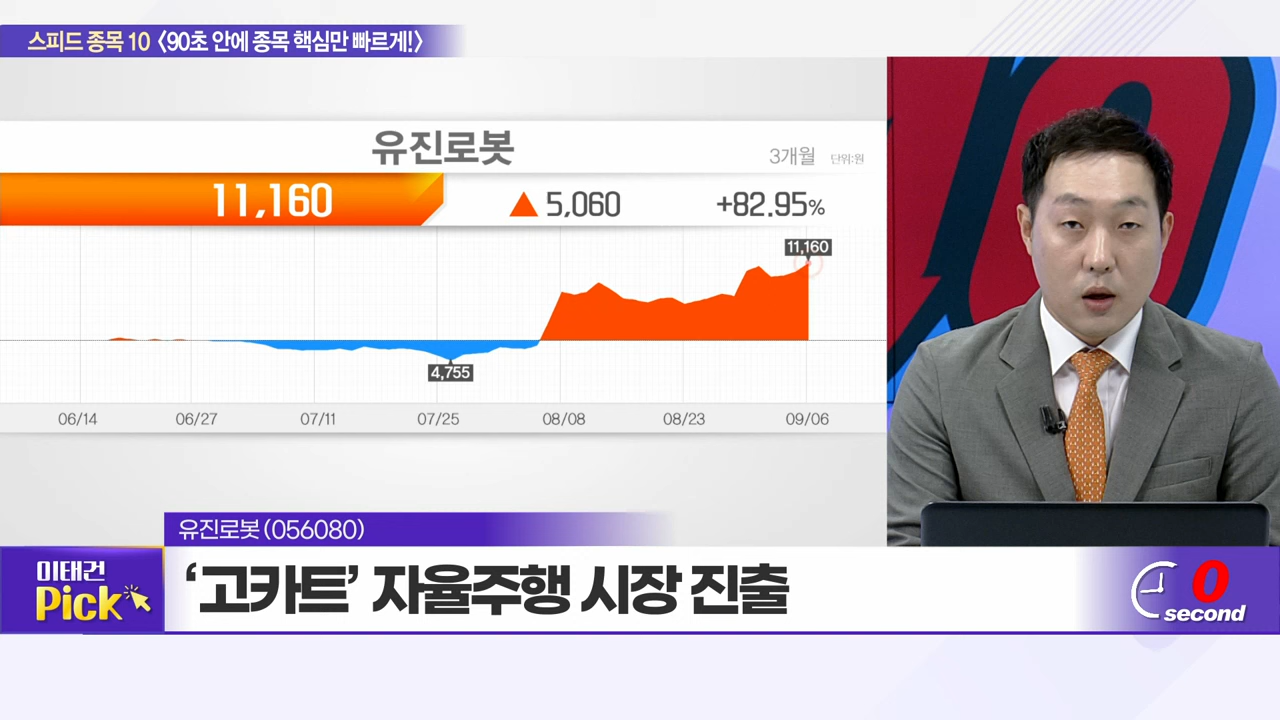 스피드 종목 10 〈90초 안에 종목 핵심만 빠르게!〉
유진로봇
3개월 단위:원
11,160 ▲ 5,060 +82.95%
11,160
4,755
06/14 06/27 07/11 07/25 08/08 08/23 09/06
유진로봇 (056080)
이태건
Pick
‘고카트’ 자율주행 시장 진출
0
second